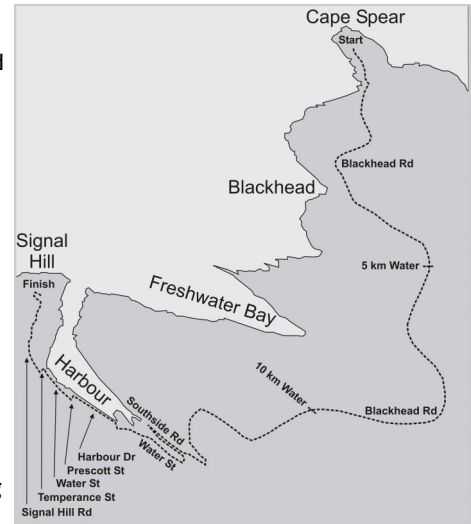 Cape Spear
Start
Blackhead Rd
Blackhead
5 km Water
Signal
Hill
Finish
Freshwater Bay
Harbour
10 km Water
Blackhead Rd
Southside Rd
Water St
Harbour Dr
Prescott St
Water St
Temperance St
Signal Hill Rd